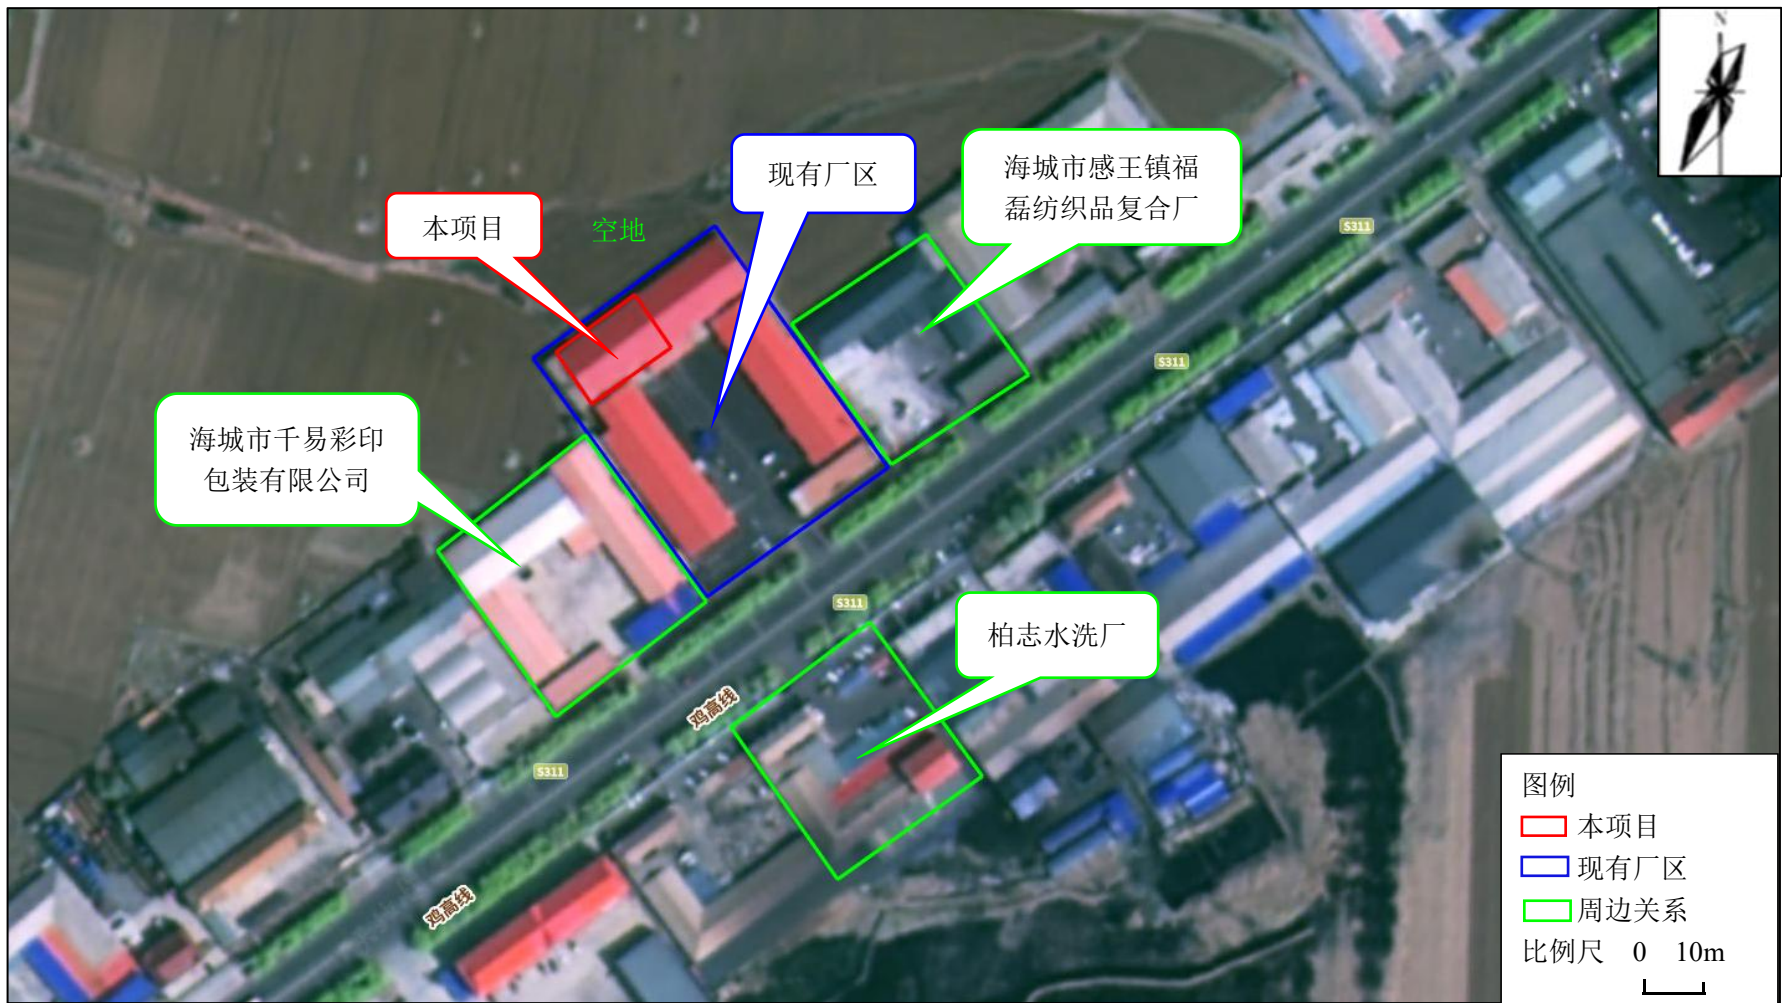 N
现有厂区
海城市感王镇福
磊纺织品复合厂
本项目
空地
S311
S311
海城市千易彩印
包装有限公司
S311
柏志水洗厂
鸡高线
S311
鸡高线
图例
本项目
现有厂区
周边关系
比例尺 0 10m